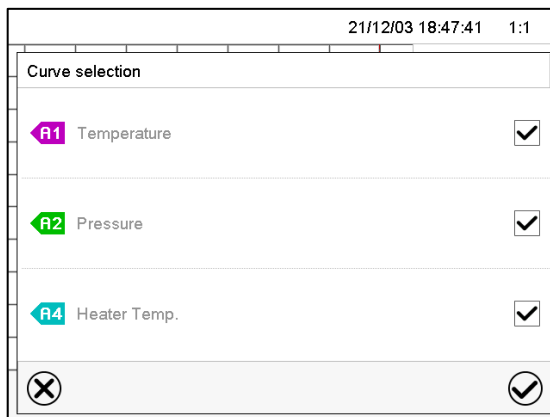 21/12/03 18:47:41 1:1
Curve selection
A1 Temperature
A2 Pressure
A4 Heater Temp.